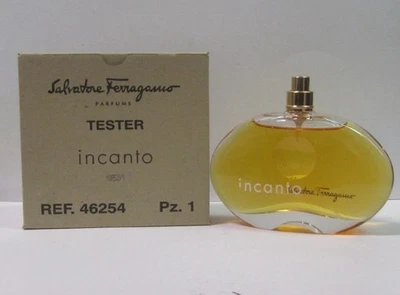 Salvatore Ferragamo
PARFUMS
TESTER
incanto
REF. 46254 Pz. 1
incanto Salvatore Ferragamo